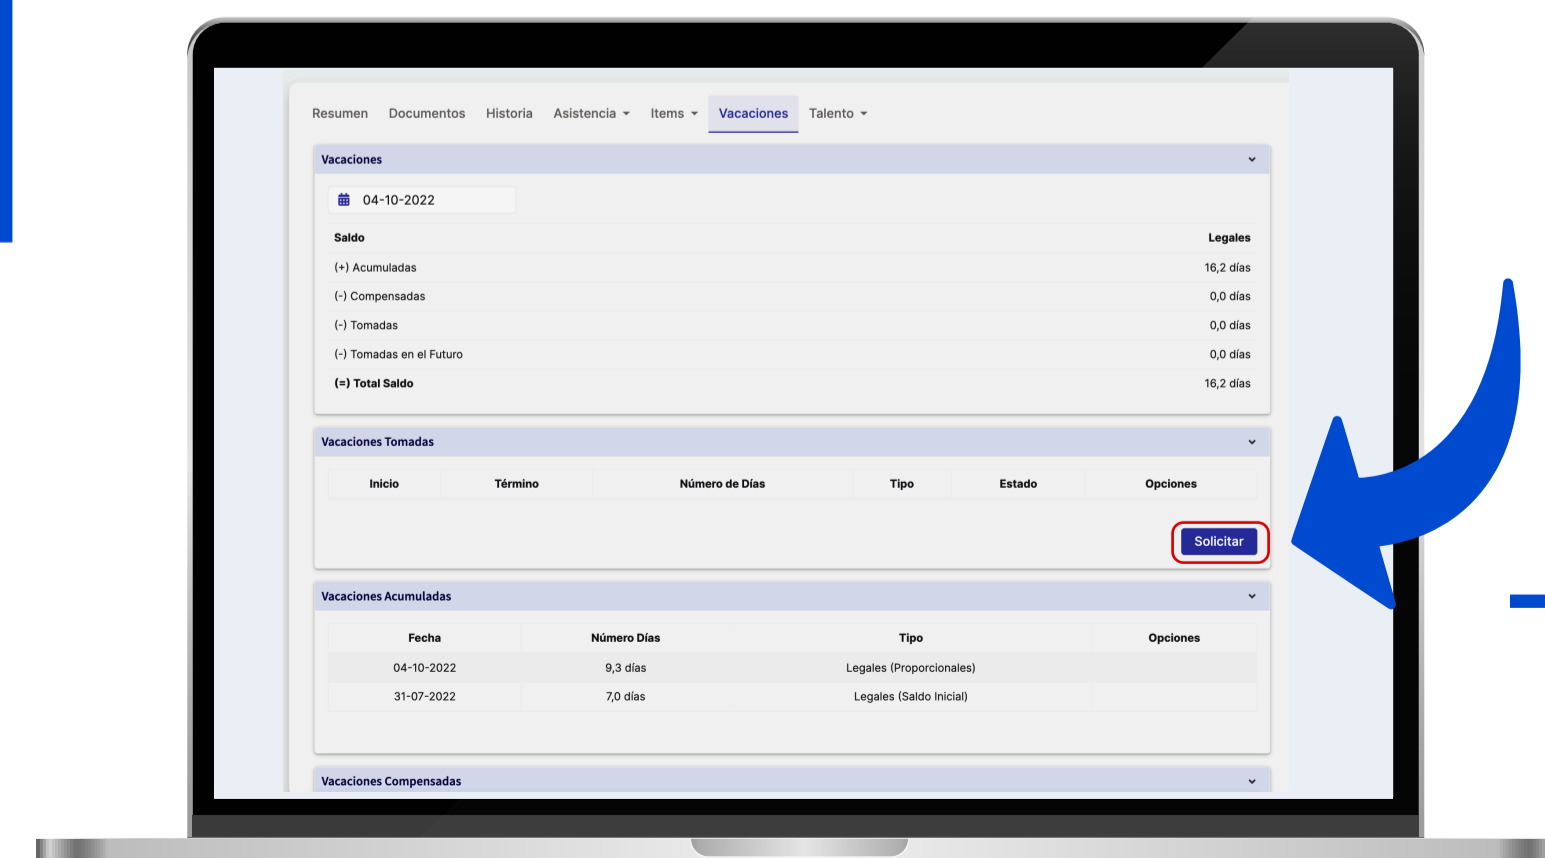 Resumen Documentos Historia Asistencia Items Vacaciones Talento
Vacaciones
04-10-2022
Saldo Legales
(+) Acumuladas 16,2 días
(-) Compensadas 0,0 días
(-) Tomadas 0,0 días
(-) Tomadas en el Futuro 0,0 días
(=) Total Saldo 16,2 días
Vacaciones Tomadas
Inicio Término Número de Días Tipo Estado Opciones
Solicitar
Vacaciones Acumuladas
Fecha Número Días Tipo Opciones
04-10-2022 9,3 días Legales (Proporcionales)
31-07-2022 7,0 días Legales (Saldo Inicial)
Vacaciones Compensadas